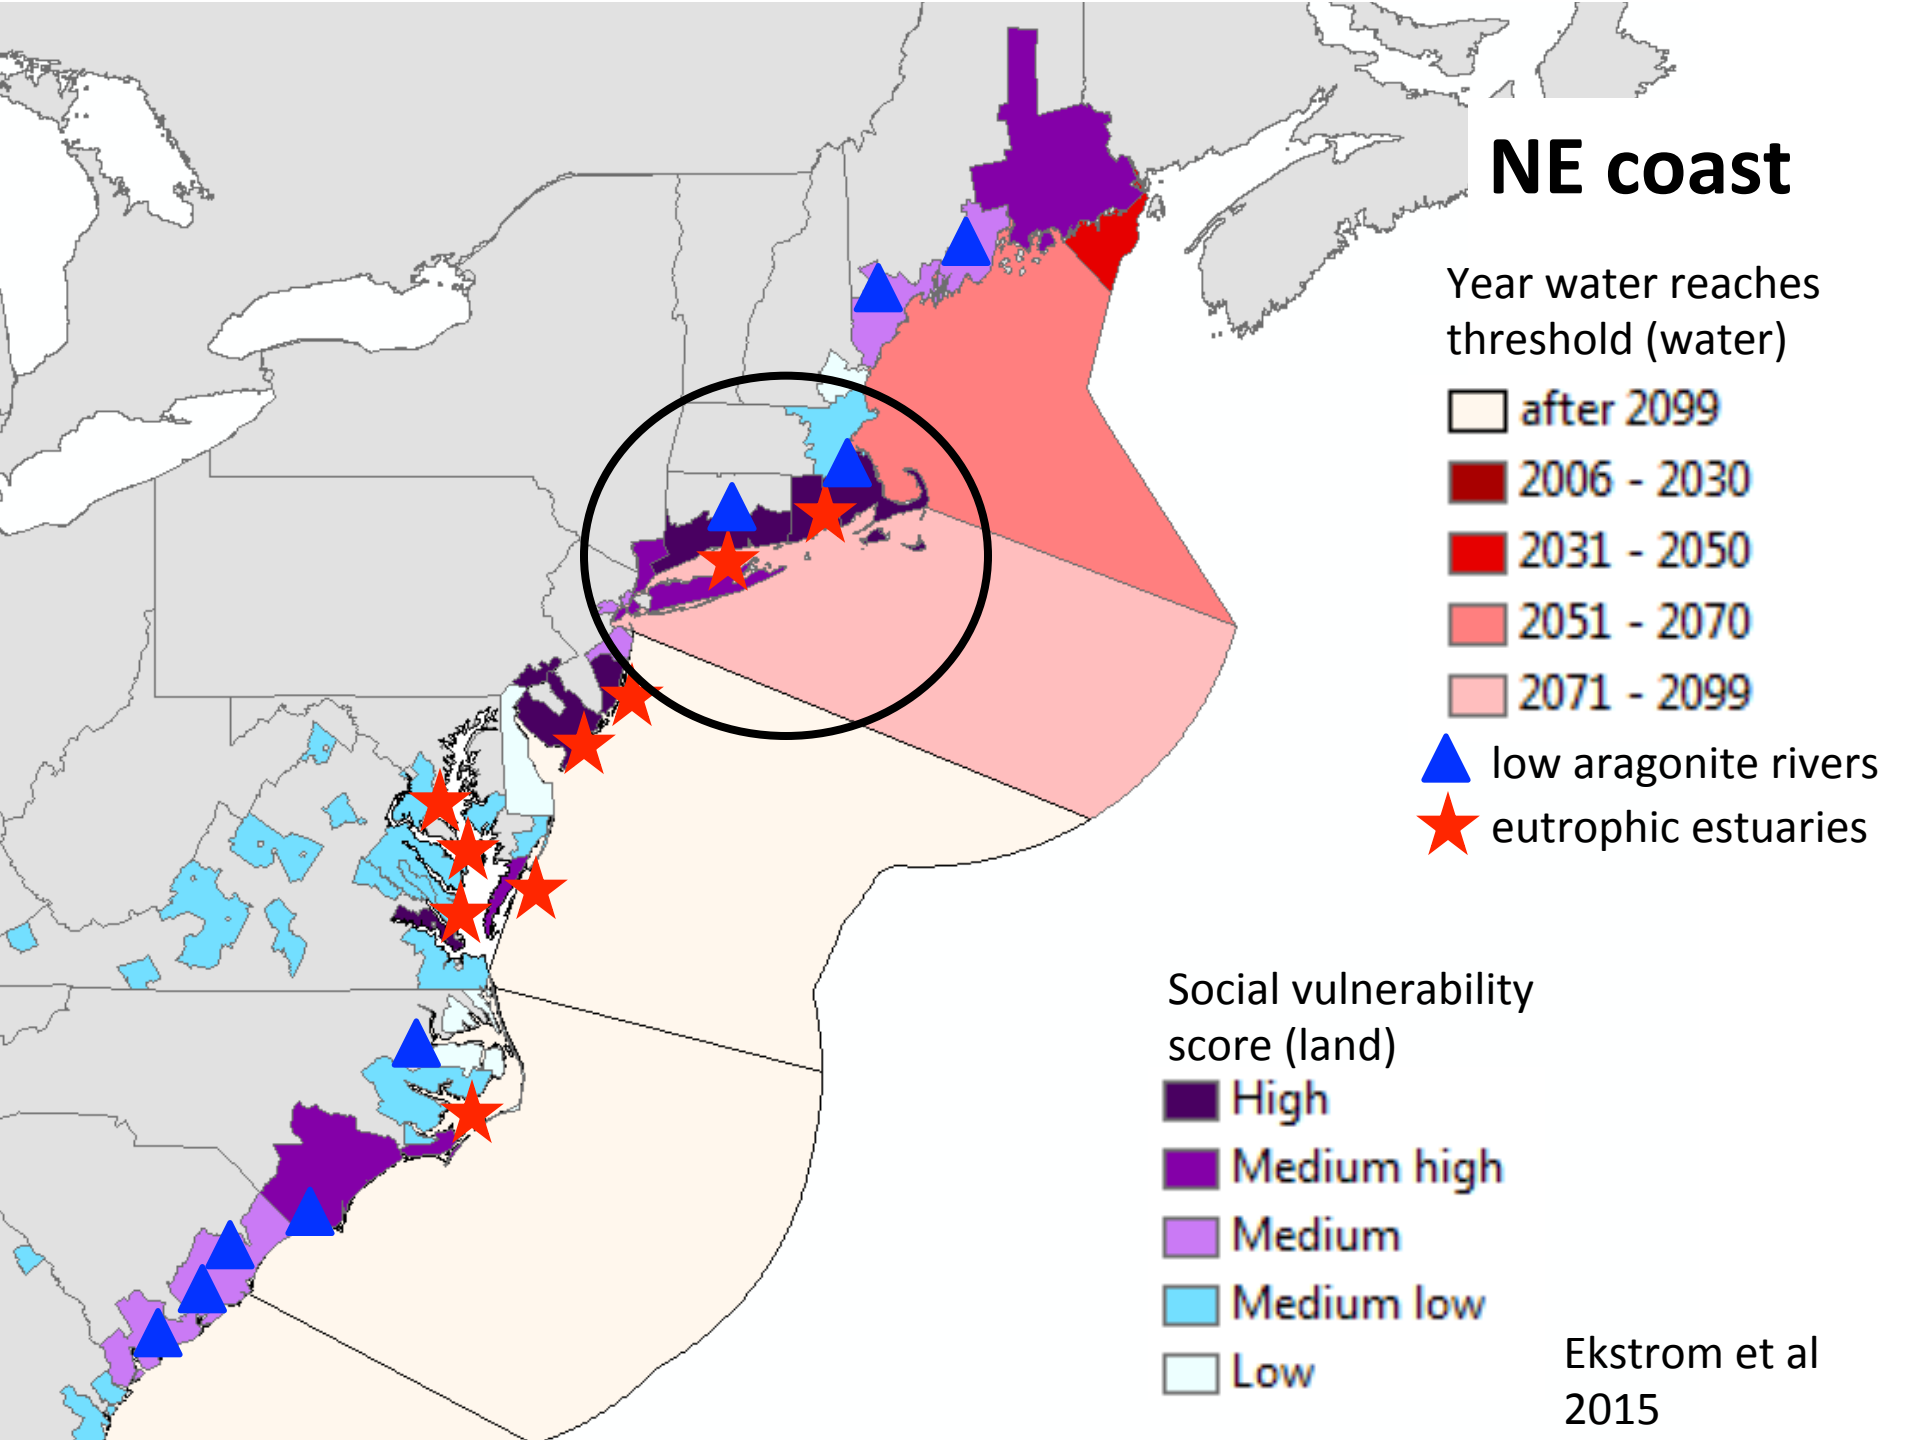 NE coast
Year water reaches
threshold (water)
after 2099
2006 - 2030
2031 - 2050
2051 - 2070
2071 - 2099
low aragonite rivers
eutrophic estuaries
Social vulnerability
score (land)
High
Medium high
Medium
Medium low
Low
Ekstrom et al
2015